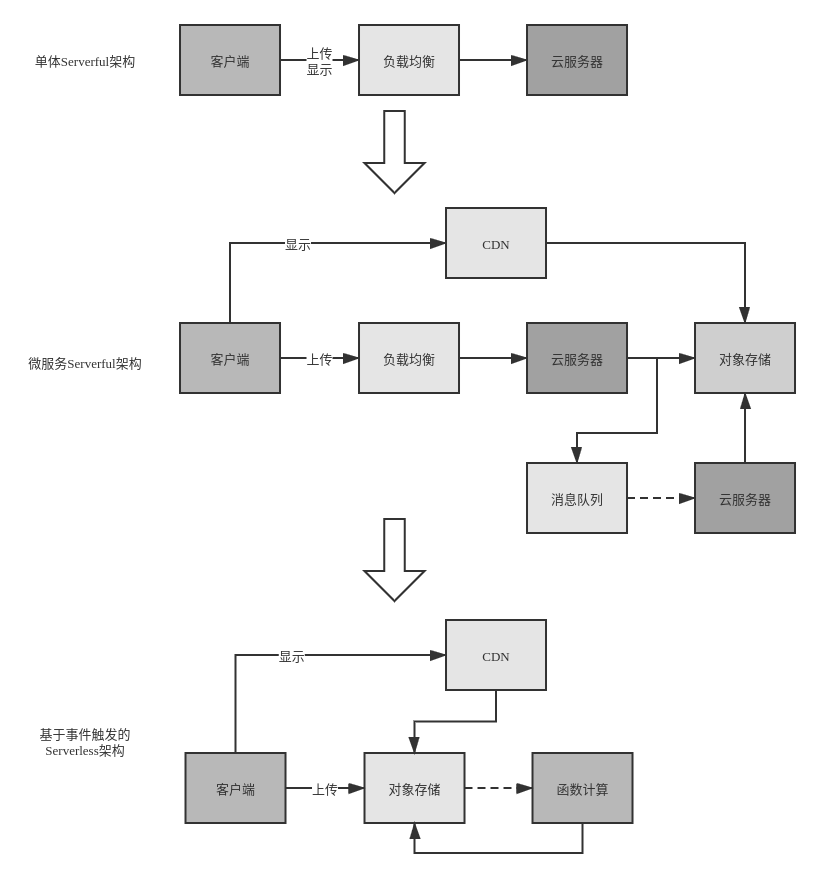 单体Serverful架构
客户端
上传
显示
负载均衡
云服务器
显示
CDN
微服务Serverful架构
客户端
上传
负载均衡
云服务器
对象存储
消息队列
云服务器
显示
CDN
基于事件触发的
Serverless架构
客户端
上传
对象存储
函数计算